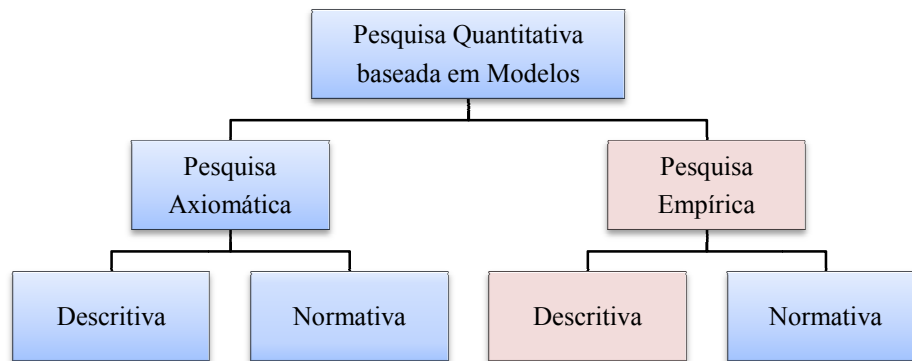 Pesquisa Quantitativa
baseada em Modelos
Pesquisa
Axiomática
Pesquisa
Empírica
Descritiva
Normativa
Descritiva
Normativa